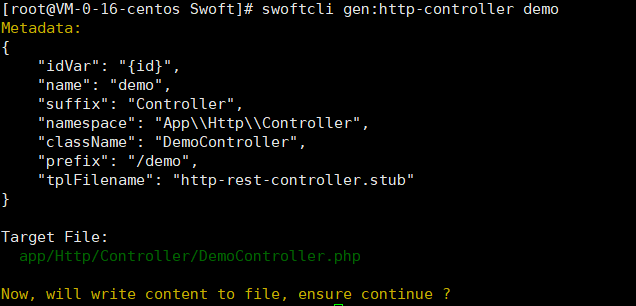 [root@VM-0-16-centos Swoft]# swoftcli gen:http-controller demo
Metadata:
{
    "idVar": "{id}",
    "name": "demo",
    "suffix": "Controller",
    "namespace": "App\\Http\\Controller",
    "className": "DemoController",
    "prefix": "/demo",
    "tplFilename": "http-rest-controller.stub"
}
Target File:
  app/Http/Controller/DemoController.php
Now, will write content to file, ensure continue ?